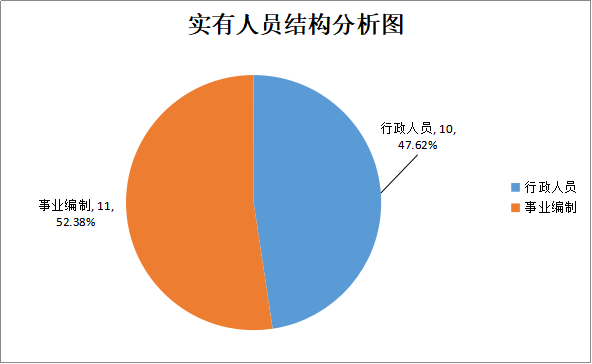 实有人员结构分析图
行政人员, 10,
47.62%
事业编制, 11,
52.38%
行政人员
事业编制